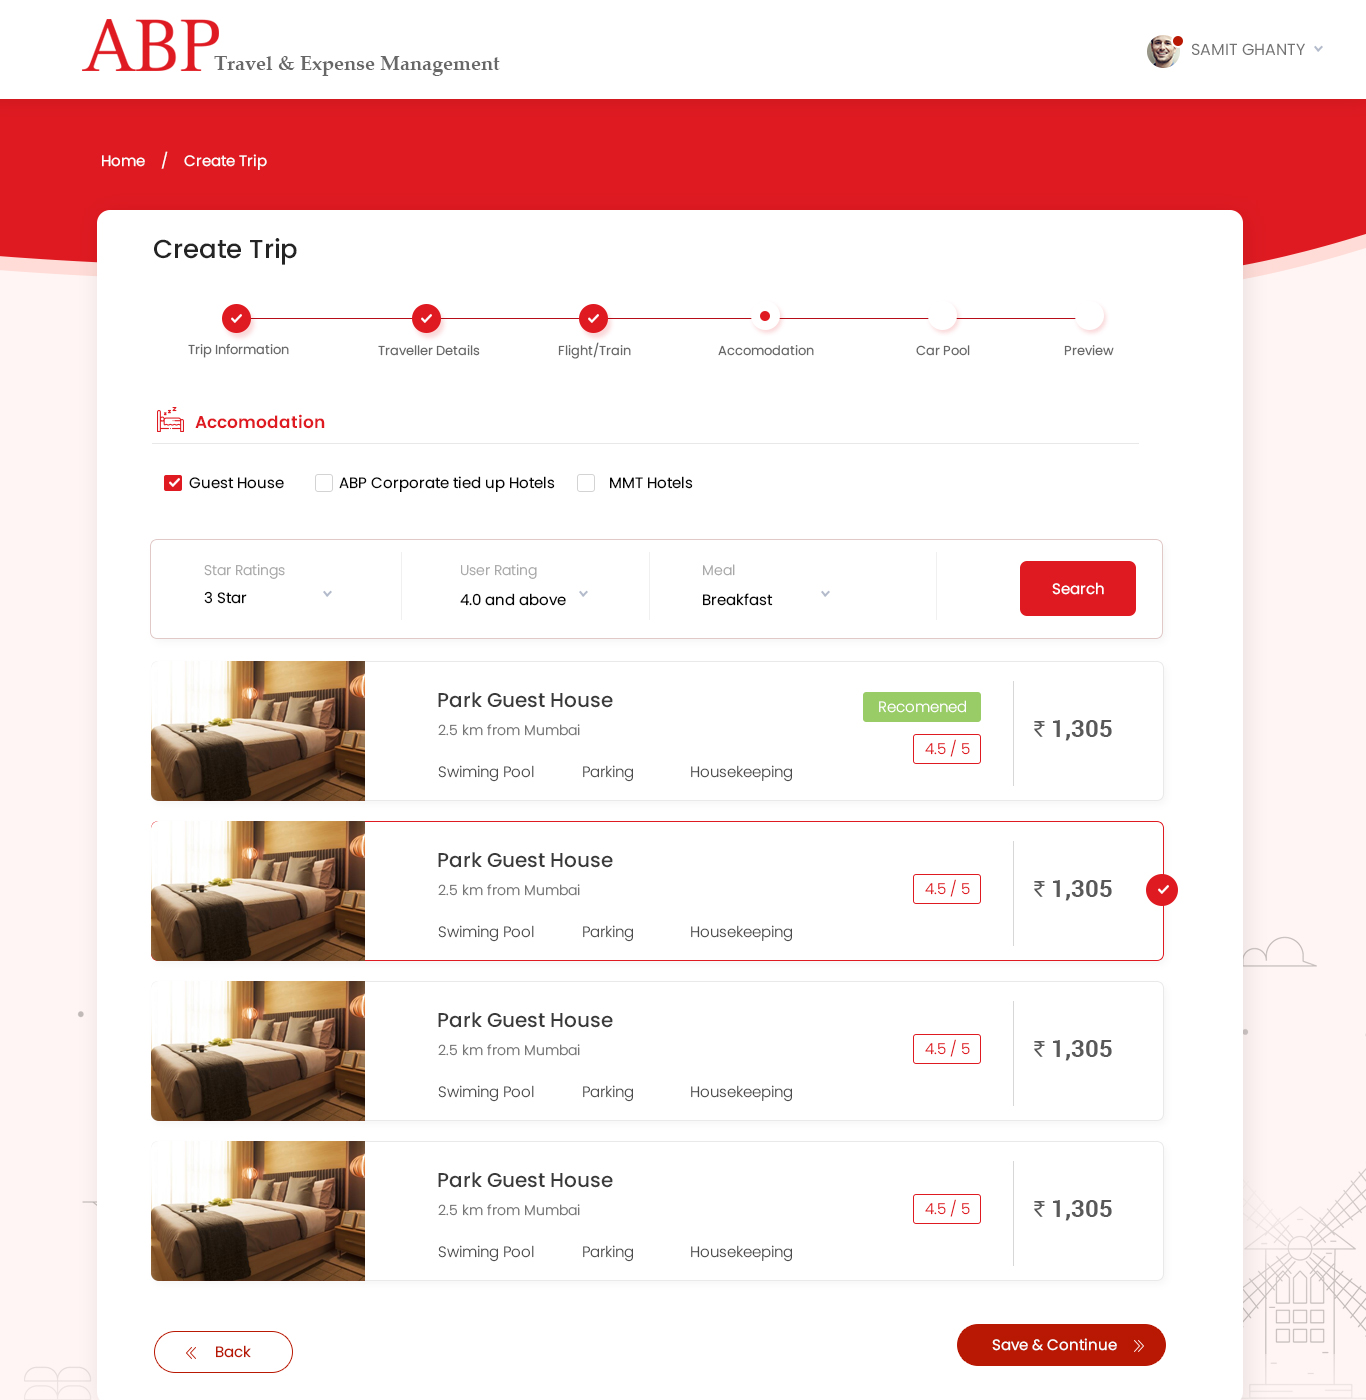 ABP Travel & Expense Management
SAMIT GHANTY
Home / Create Trip
Create Trip
Trip Information
Traveller Details
Flight/Train
Accomodation
Car Pool
Preview
Accomodation
Guest House
ABP Corporate tied up Hotels
MMT Hotels
Star Ratings
3 Star
User Rating
4.0 and above
Meal
Breakfast
Search
Park Guest House
2.5 km from Mumbai
Swiming Pool Parking Housekeeping
Recomened
4.5 / 5
₹ 1,305
Park Guest House
2.5 km from Mumbai
Swiming Pool Parking Housekeeping
4.5 / 5
₹ 1,305
Park Guest House
2.5 km from Mumbai
Swiming Pool Parking Housekeeping
4.5 / 5
₹ 1,305
Park Guest House
2.5 km from Mumbai
Swiming Pool Parking Housekeeping
4.5 / 5
₹ 1,305
Back
Save & Continue